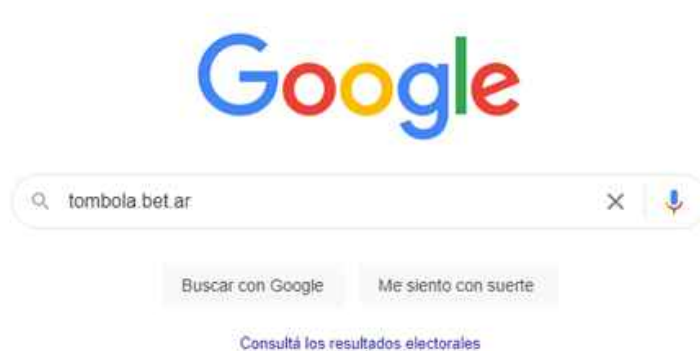 Google
tombola.bet.ar
Buscar con Google Me siento con suerte
Consultá los resultados electorales